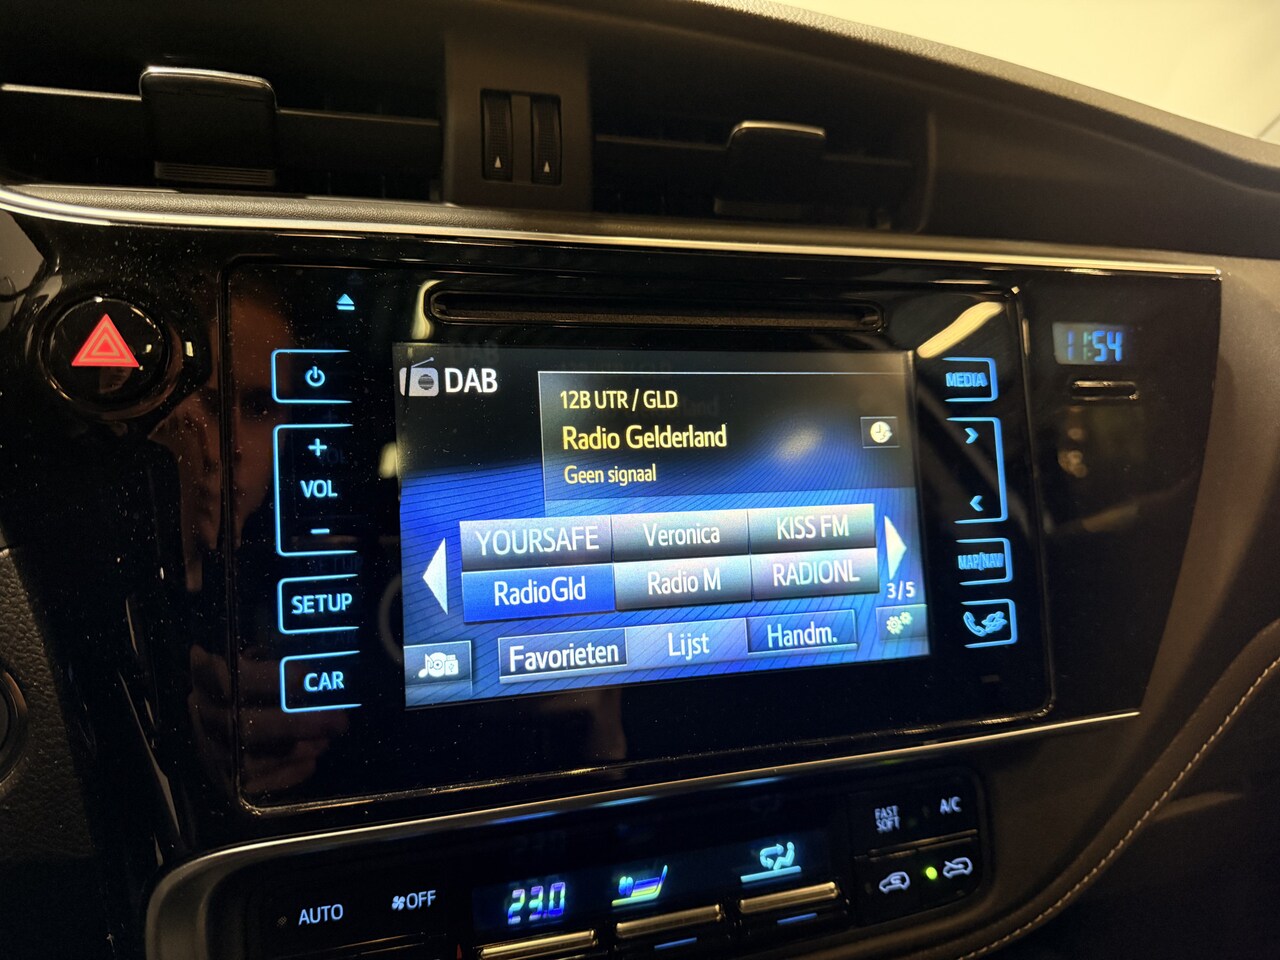 11:54
DAB
12B UTR / GLD
Radio Gelderland
Geen signaal
MEDIA
VOL
YOURSAFE Veronica KISS FM
RadioGld Radio M RADIONL
3/5
MAP/NAV
SETUP
Favorieten Lijst Handm.
CAR
FAST SOFT
A/C
AUTO
OFF
23.0